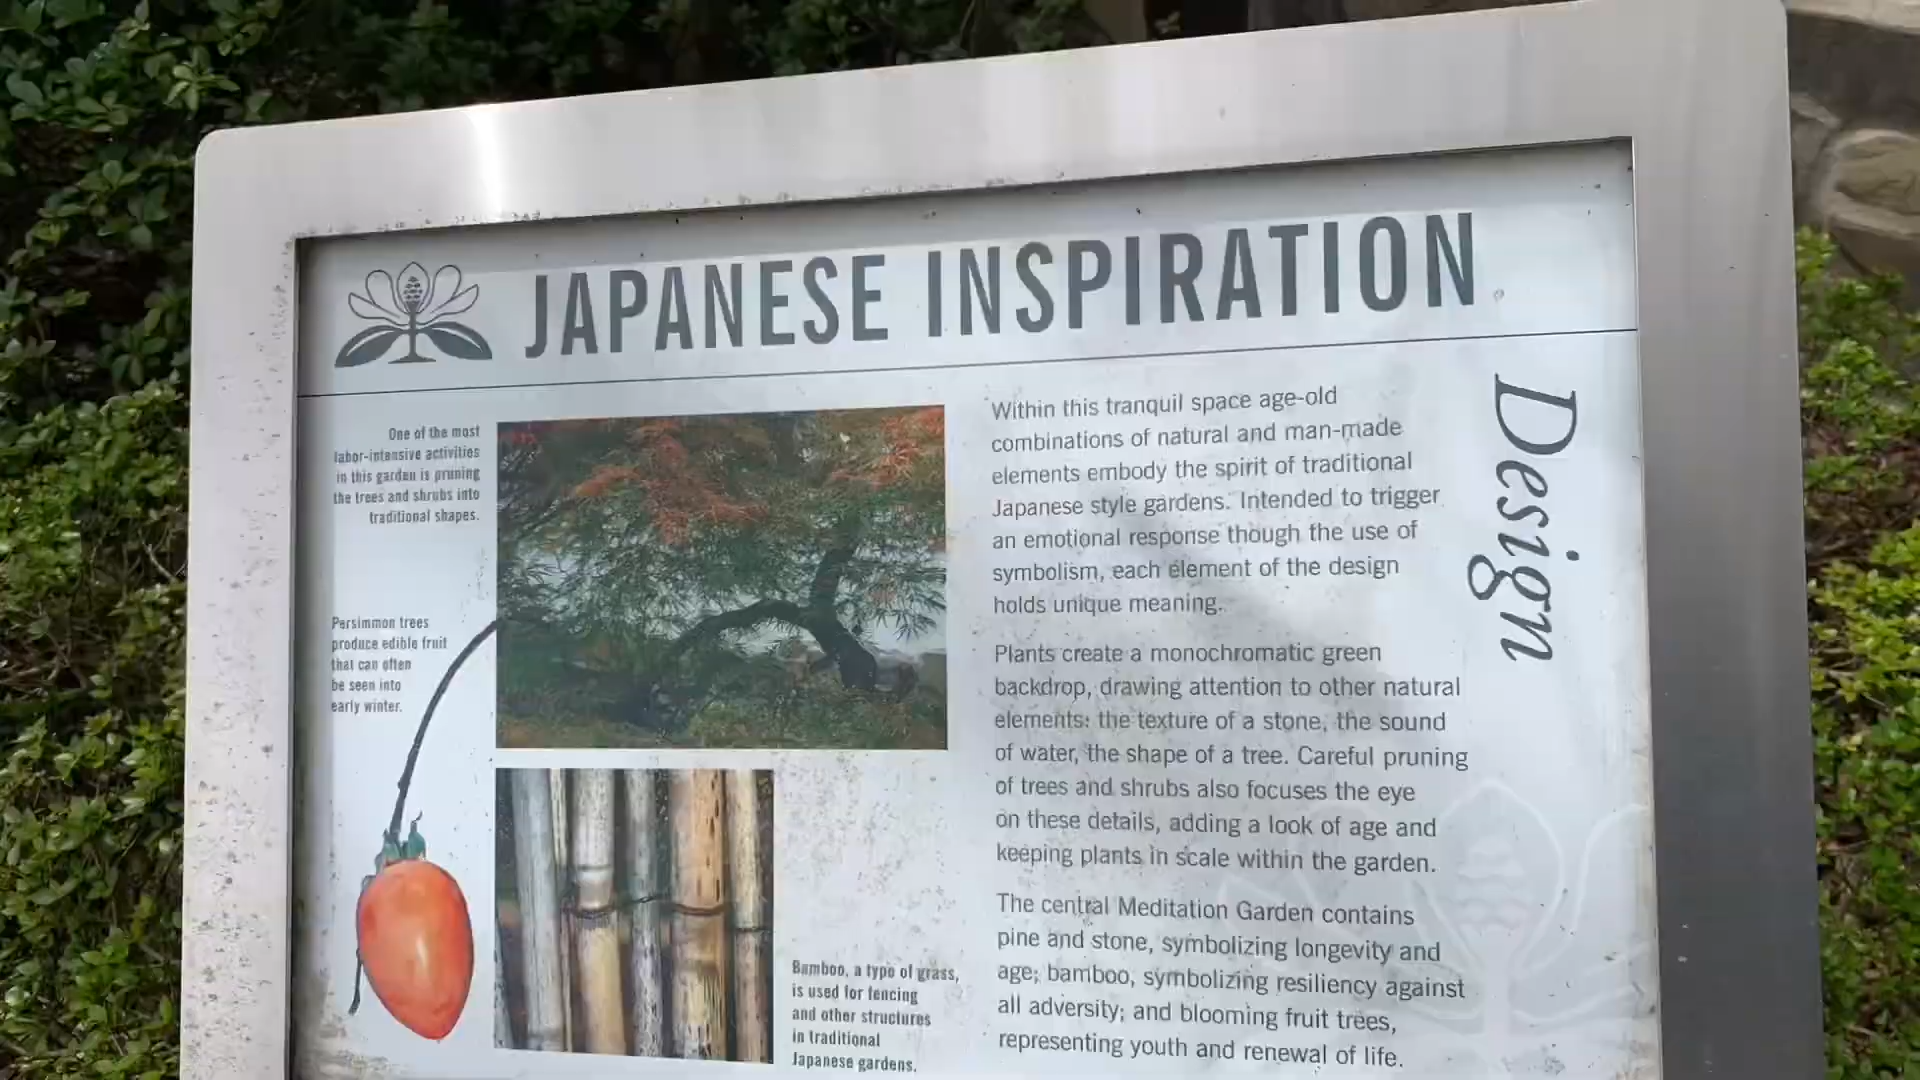 JAPANESE INSPIRATION
Design
One of the most
labor-intensive activities
in this garden is pruning
the trees and shrubs into
traditional shapes.
Persimmon trees
produce edible fruit
that can often
be seen into
early winter.
Bamboo, a type of grass,
is used for fencing
and other structures
in traditional
Japanese gardens.
Within this tranquil space age-old
combinations of natural and man-made
elements embody the spirit of traditional
Japanese style gardens. Intended to trigger
an emotional response though the use of
symbolism, each element of the design
holds unique meaning.
Plants create a monochromatic green
backdrop, drawing attention to other natural
elements: the texture of a stone, the sound
of water, the shape of a tree. Careful pruning
of trees and shrubs also focuses the eye
on these details, adding a look of age and
keeping plants in scale within the garden.
The central Meditation Garden contains
pine and stone, symbolizing longevity and
age; bamboo, symbolizing resiliency against
all adversity; and blooming fruit trees,
representing youth and renewal of life.